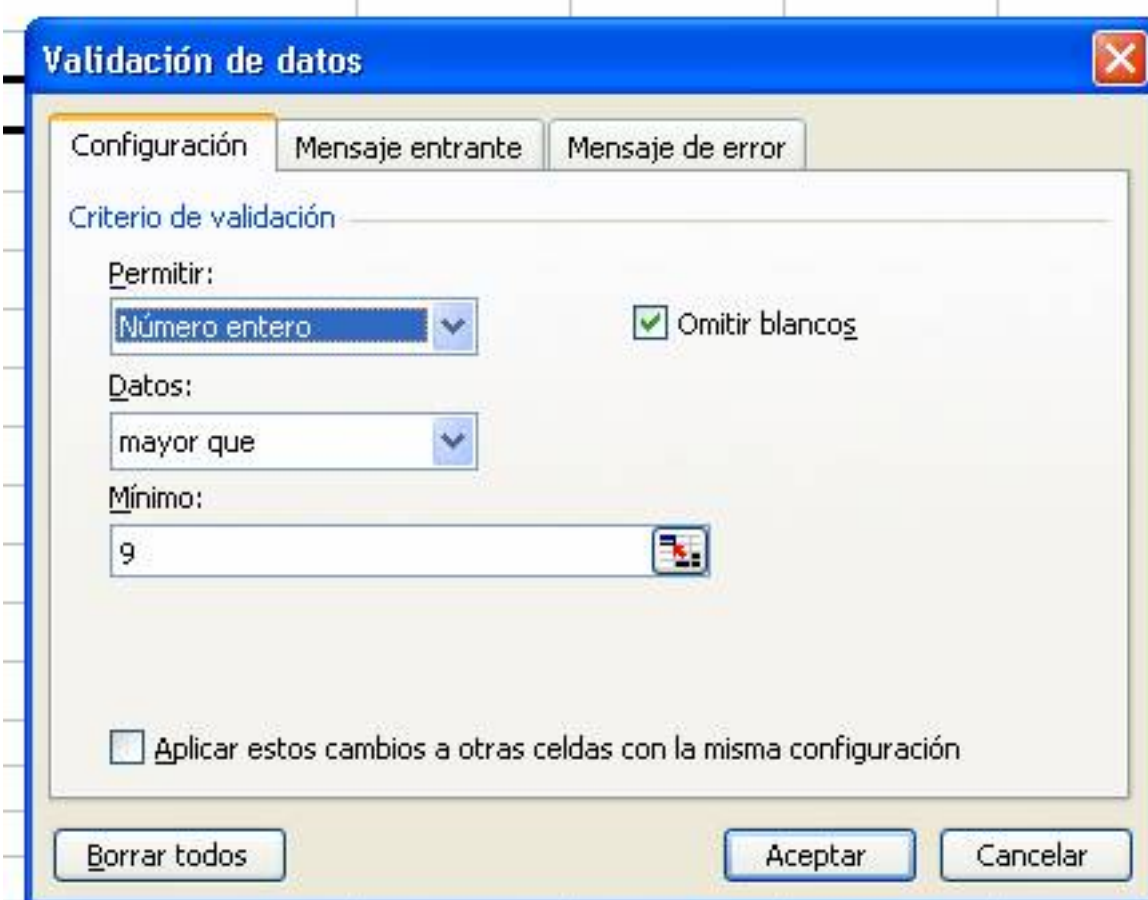 Validación de datos
Configuración Mensaje entrante Mensaje de error
Criterio de validación
Permitir:
Número entero Omitir blancos
Datos:
mayor que
Mínimo:
9
Aplicar estos cambios a otras celdas con la misma configuración
Borrar todos Aceptar Cancelar